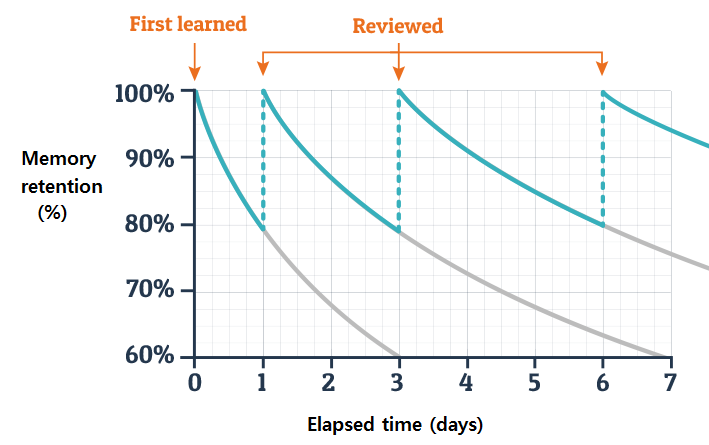 First learned
Reviewed
100%
90%
80%
70%
60%
Memory
retention
(%)
0 1 2 3 4 5 6 7
Elapsed time (days)